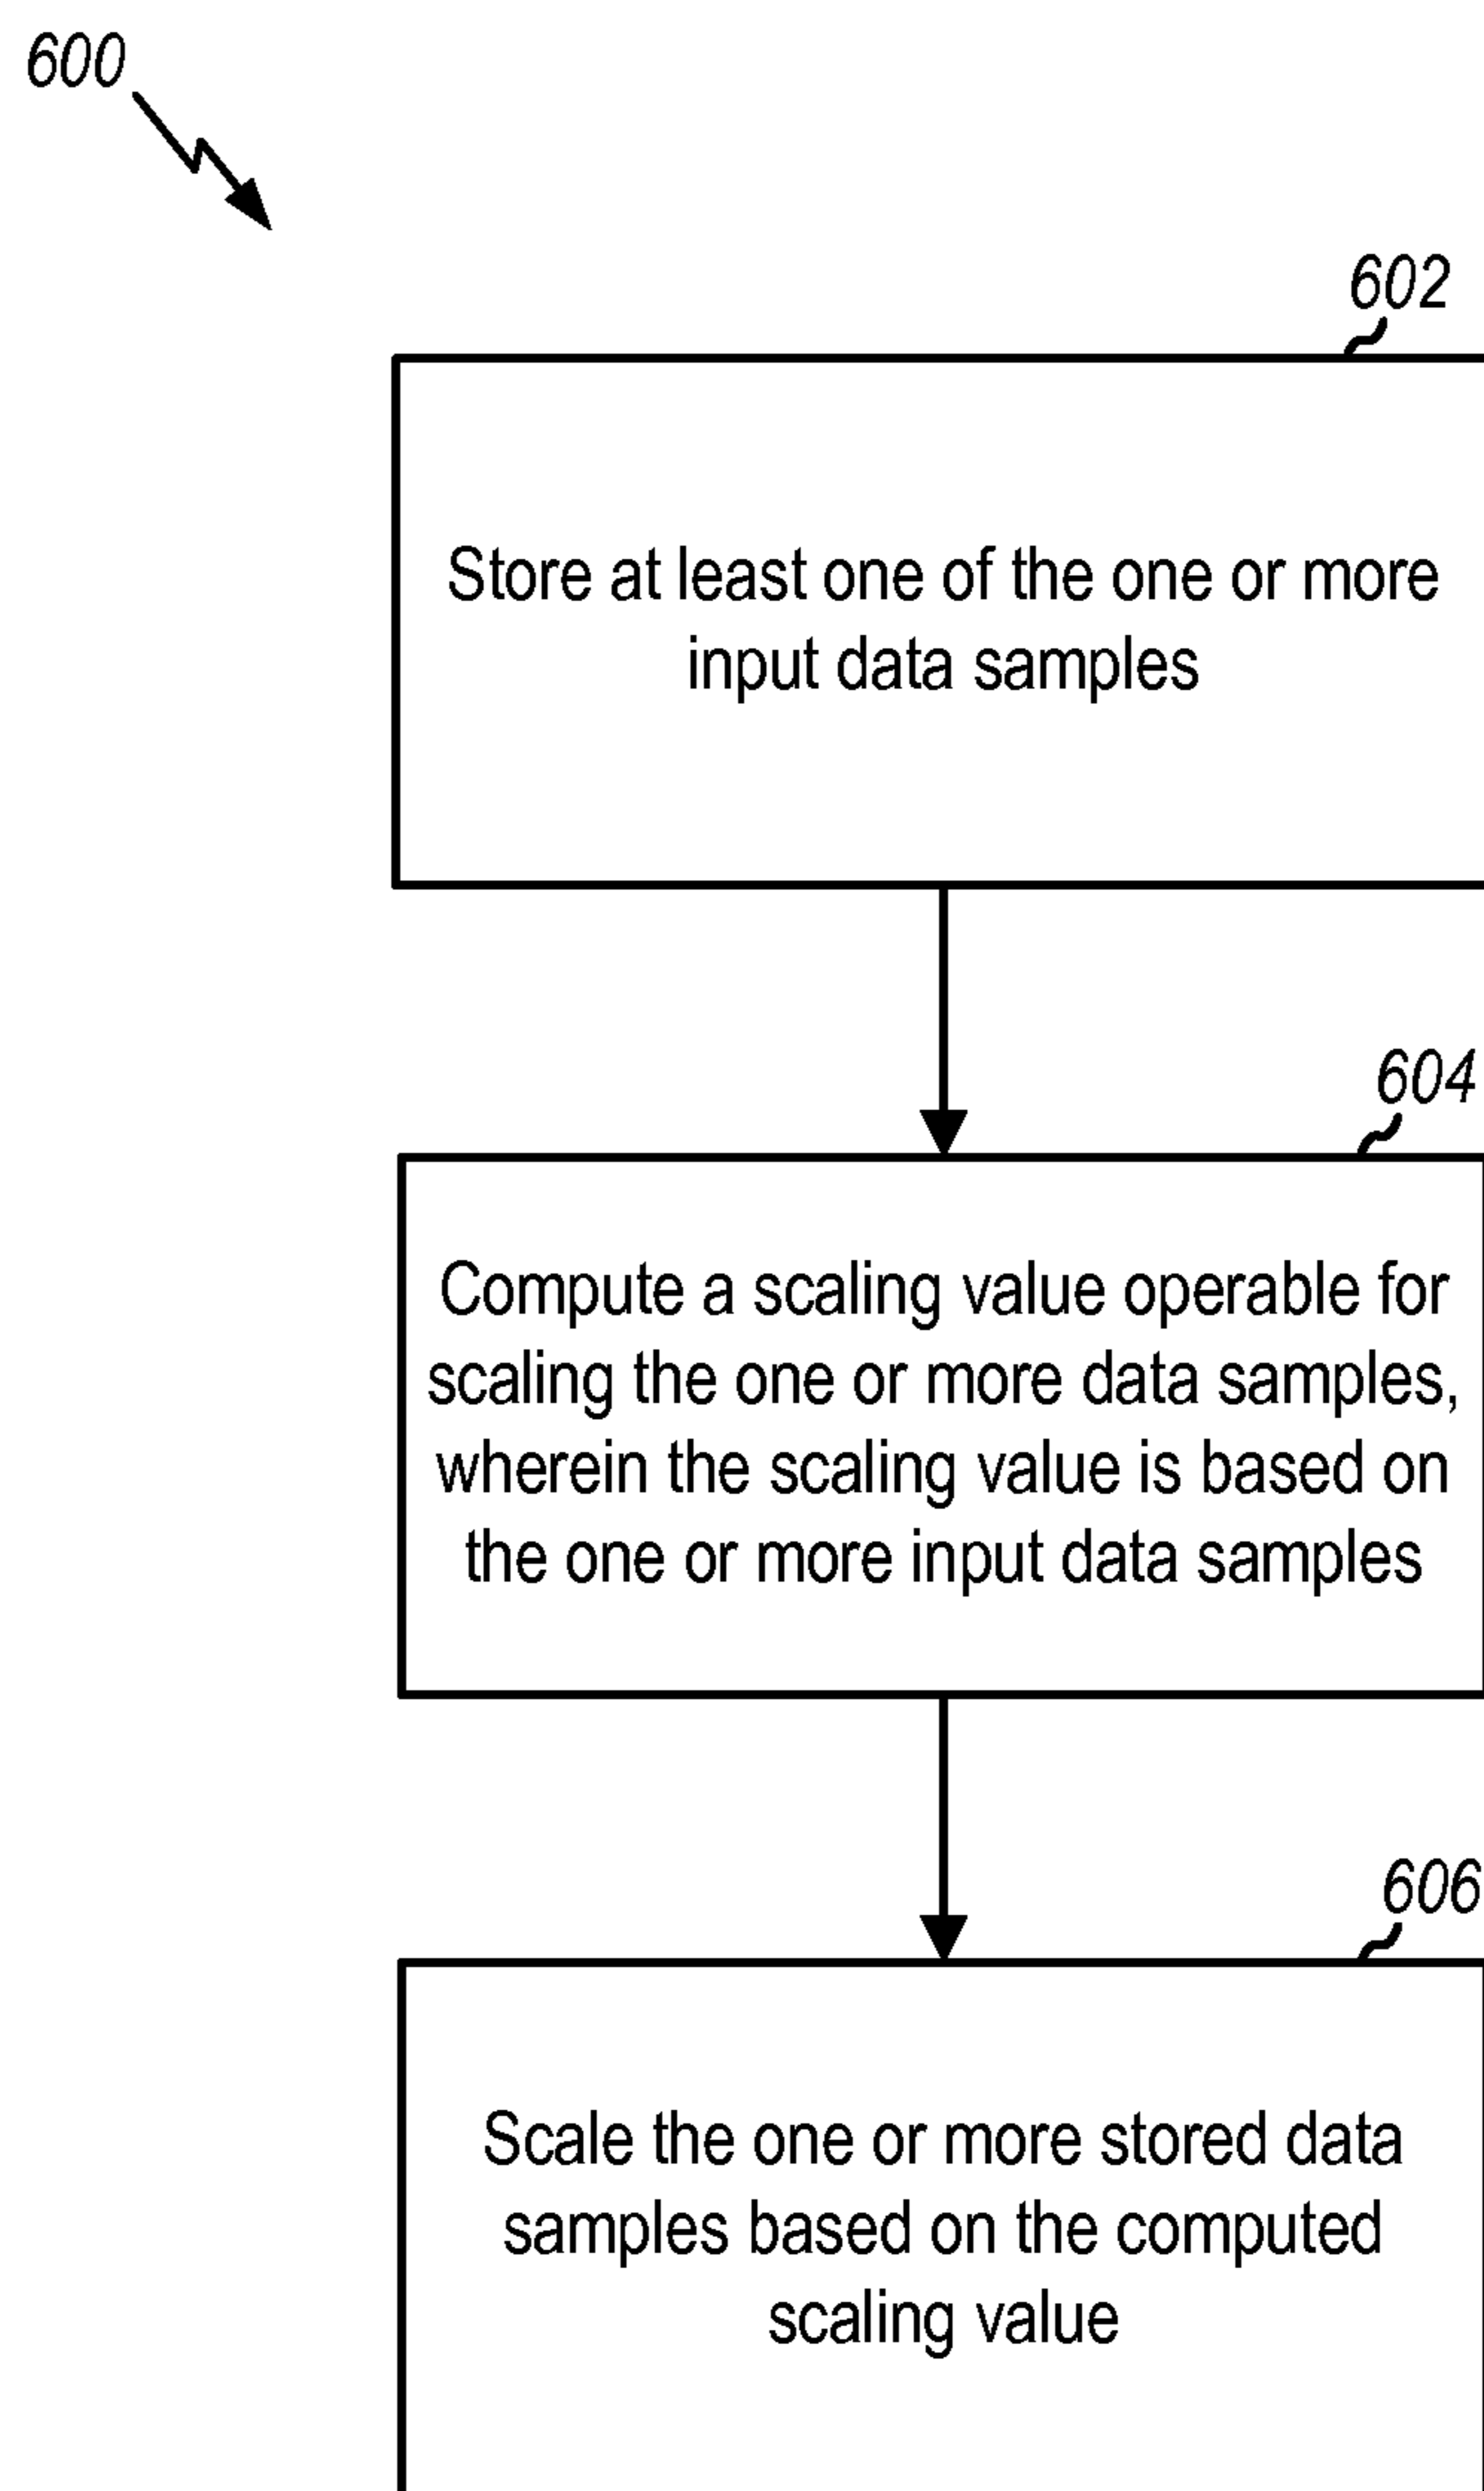 600
602
Store at least one of the one or more
input data samples
604
Compute a scaling value operable for
scaling the one or more data samples,
wherein the scaling value is based on
the one or more input data samples
606
Scale the one or more stored data
samples based on the computed
scaling value